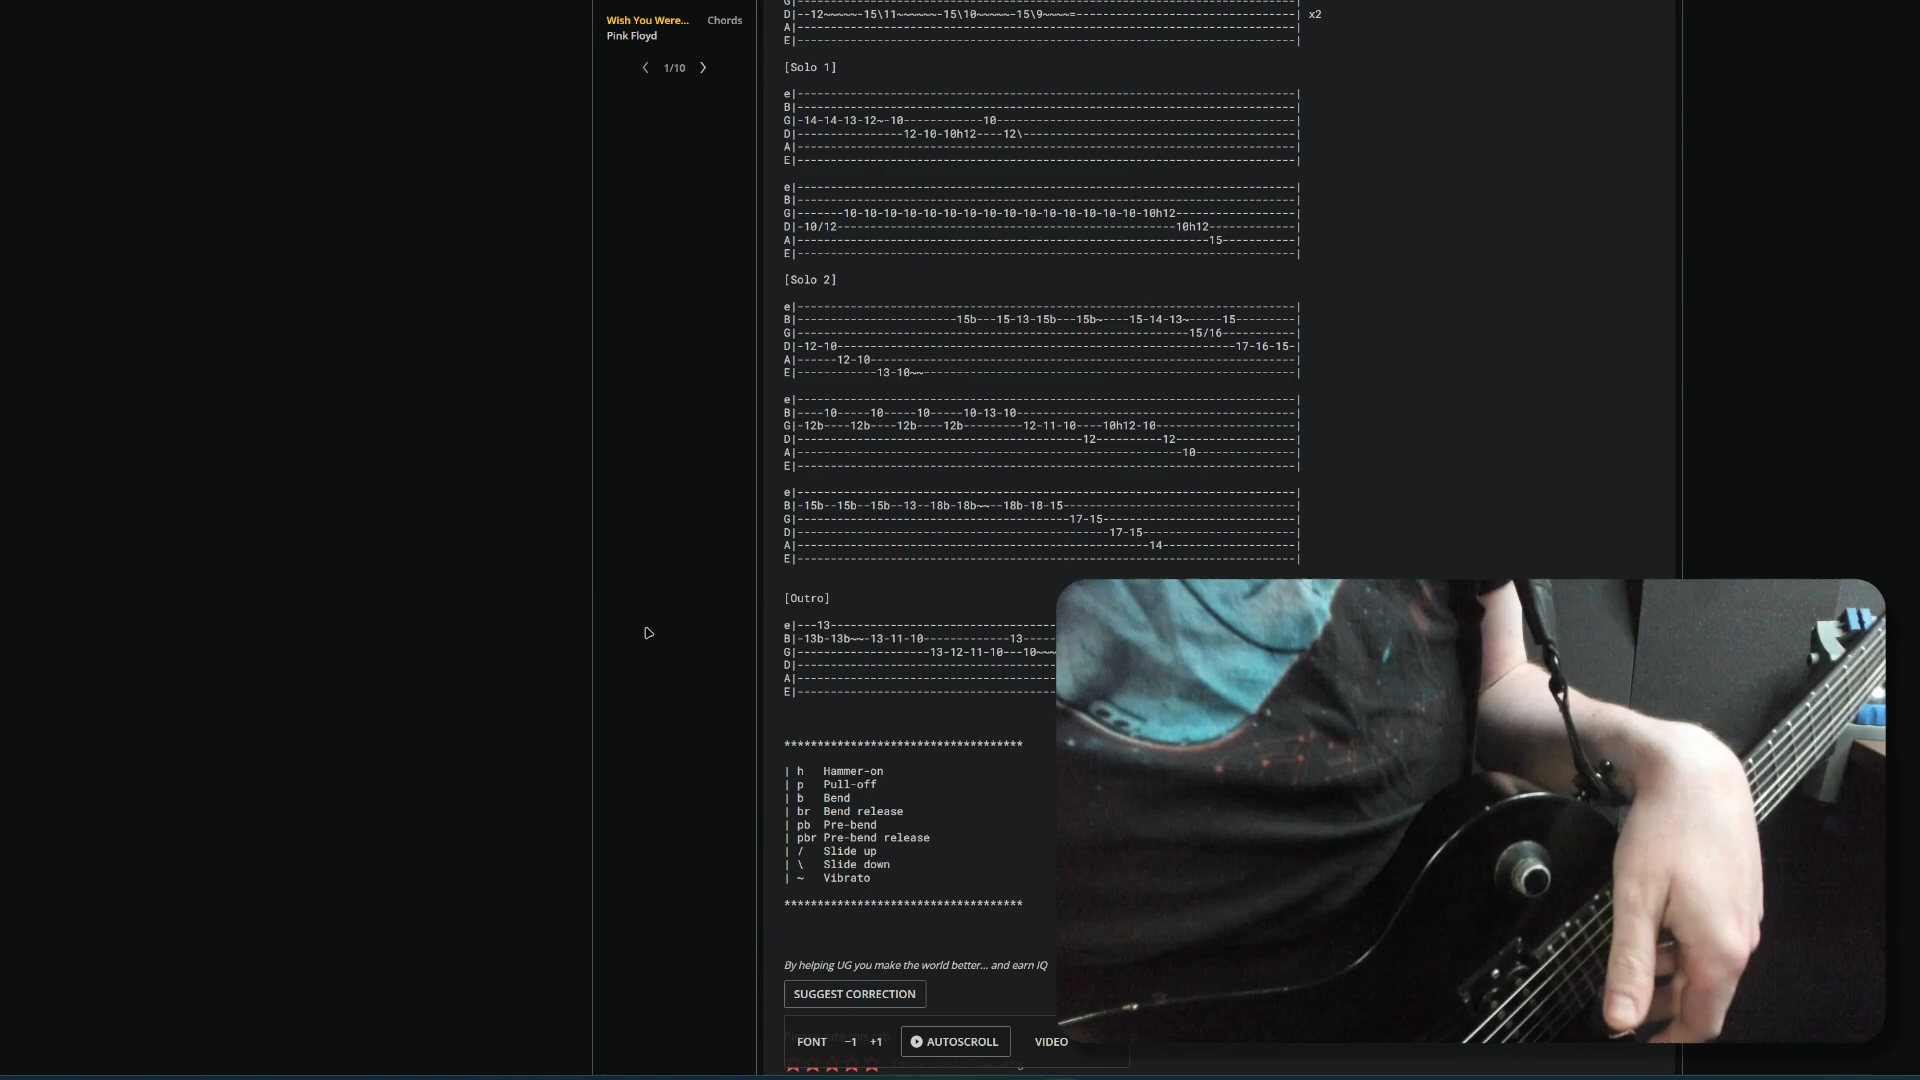 Wish You Were... Chords
Pink Floyd
1/10
D|--12~~~~~-15\11~~~~~~-15\10~~~~~-15\9~~~~=----------------------------------| x2
A|---------------------------------------------------------------------------|
E|---------------------------------------------------------------------------|
[Solo 1]
e|---------------------------------------------------------------------------|
B|---------------------------------------------------------------------------|
G|-14-14-13-12~-10------------10---------------------------------------------|
D|----------------12-10-10h12----12\-----------------------------------------|
A|---------------------------------------------------------------------------|
E|---------------------------------------------------------------------------|
e|---------------------------------------------------------------------------|
B|---------------------------------------------------------------------------|
G|-------10-10-10-10-10-10-10-10-10-10-10-10-10-10-10-10h12------------------|
D|-10/12---------------------------------------------------10h12-------------|
A|--------------------------------------------------------------15-----------|
E|---------------------------------------------------------------------------|
[Solo 2]
e|---------------------------------------------------------------------------|
B|------------------------15b---15-13-15b---15b~----15-14-13~-----15---------|
G|-----------------------------------------------------------15/16-----------|
D|-12-10------------------------------------------------------------17-16-15-|
A|------12-10----------------------------------------------------------------|
E|------------13-10~~--------------------------------------------------------|
e|---------------------------------------------------------------------------|
B|----10-----10-----10-----10-13-10------------------------------------------|
G|-12b----12b----12b----12b---------12-11-10----10h12-10---------------------|
D|------------------------------------------12----------12-------------------|
A|----------------------------------------------------------10---------------|
E|---------------------------------------------------------------------------|
e|---------------------------------------------------------------------------|
B|-15b--15b--15b--13--18b-18b~~--18b-18-15-----------------------------------|
G|-----------------------------------------17-15-----------------------------|
D|-----------------------------------------------17-15-----------------------|
A|-----------------------------------------------------14--------------------|
E|---------------------------------------------------------------------------|
[Outro]
e|---13----------------------------------
B|-13b-13b~~-13-11-10-------------13-----
G|--------------------13-12-11-10---10~~~
D|---------------------------------------
A|---------------------------------------
E|---------------------------------------
************************************
| h   Hammer-on
| p   Pull-off
| b   Bend
| br  Bend release
| pb  Pre-bend
| pbr Pre-bend release
| /   Slide up
| \   Slide down
| ~   Vibrato
************************************
By helping UG you make the world better... and earn IQ
SUGGEST CORRECTION
FONT −1 +1 AUTOSCROLL VIDEO